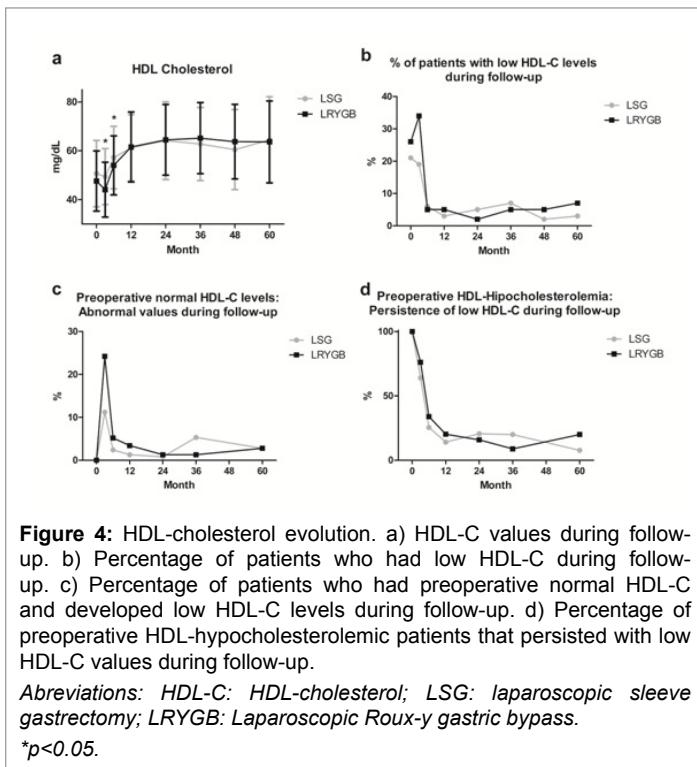 a
HDL Cholesterol
LSG
LRYGB
80
60
40
mg/dL
0 12 24 36 48 60
Month
* *
b
% of patients with low HDL-C levels
during follow-up
LSG
LRYGB
40
30
20
10
0
%
0 12 24 36 48 60
Month
c
Preoperative normal HDL-C levels:
Abnormal values during follow-up
LSG
LRYGB
30
20
10
0
%
0 12 24 36 60
Month
d
Preoperative HDL-Hipocholesterolemia:
Persistence of low HDL-C during follow-up
LSG
LRYGB
100
50
0
%
0 12 24 36 60
Month
Figure 4: HDL-cholesterol evolution. a) HDL-C values during follow-
up. b) Percentage of patients who had low HDL-C during follow-
up. c) Percentage of patients who had preoperative normal HDL-C
and developed low HDL-C levels during follow-up. d) Percentage of
preoperative HDL-hypocholesterolemic patients that persisted with low
HDL-C values during follow-up.
Abreviations: HDL-C: HDL-cholesterol; LSG: laparoscopic sleeve
gastrectomy; LRYGB: Laparoscopic Roux-y gastric bypass.
*p<0.05.